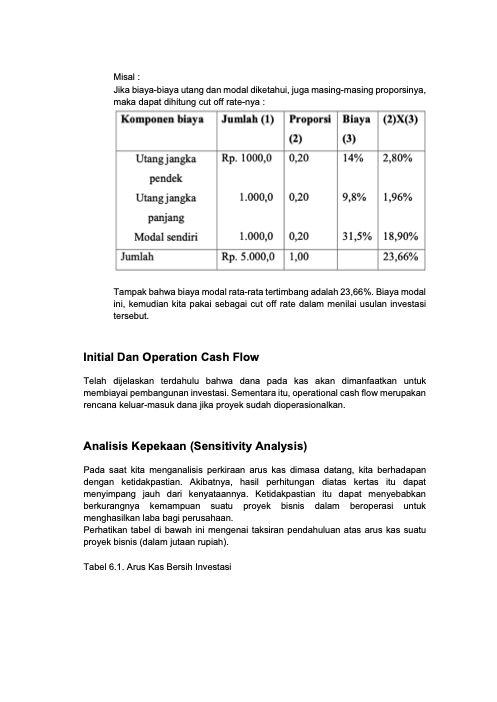 Misal :
Jika biaya-biaya utang dan modal diketahui, juga masing-masing proporsinya,
maka dapat dihitung cut off rate-nya :
Komponen biaya Jumlah (1) Proporsi (2) Biaya (3) (2)X(3)
Utang jangka pendek Rp. 1000,0 0,20 14% 2,80%
Utang jangka panjang 1.000,0 0,20 9,8% 1,96%
Modal sendiri 1.000,0 0,20 31,5% 18,90%
Jumlah Rp. 5.000,0 1,00 23,66%
Tampak bahwa biaya modal rata-rata tertimbang adalah 23,66%. Biaya modal
ini, kemudian kita pakai sebagai cut off rate dalam menilai usulan investasi
tersebut.
Initial Dan Operation Cash Flow
Telah dijelaskan terdahulu bahwa dana pada kas akan dimanfaatkan untuk
membiayai pembangunan investasi. Sementara itu, operational cash flow merupakan
rencana keluar-masuk dana jika proyek sudah dioperasionalkan.
Analisis Kepekaan (Sensitivity Analysis)
Pada saat kita menganalisis perkiraan arus kas dimasa datang, kita berhadapan
dengan ketidakpastian. Akibatnya, hasil perhitungan diatas kertas itu dapat
menyimpang jauh dari kenyataannya. Ketidakpastian itu dapat menyebabkan
berkurangnya kemampuan suatu proyek bisnis dalam beroperasi untuk
menghasilkan laba bagi perusahaan.
Perhatikan tabel di bawah ini mengenai taksiran pendahuluan atas arus kas suatu
proyek bisnis (dalam jutaan rupiah).
Tabel 6.1. Arus Kas Bersih Investasi